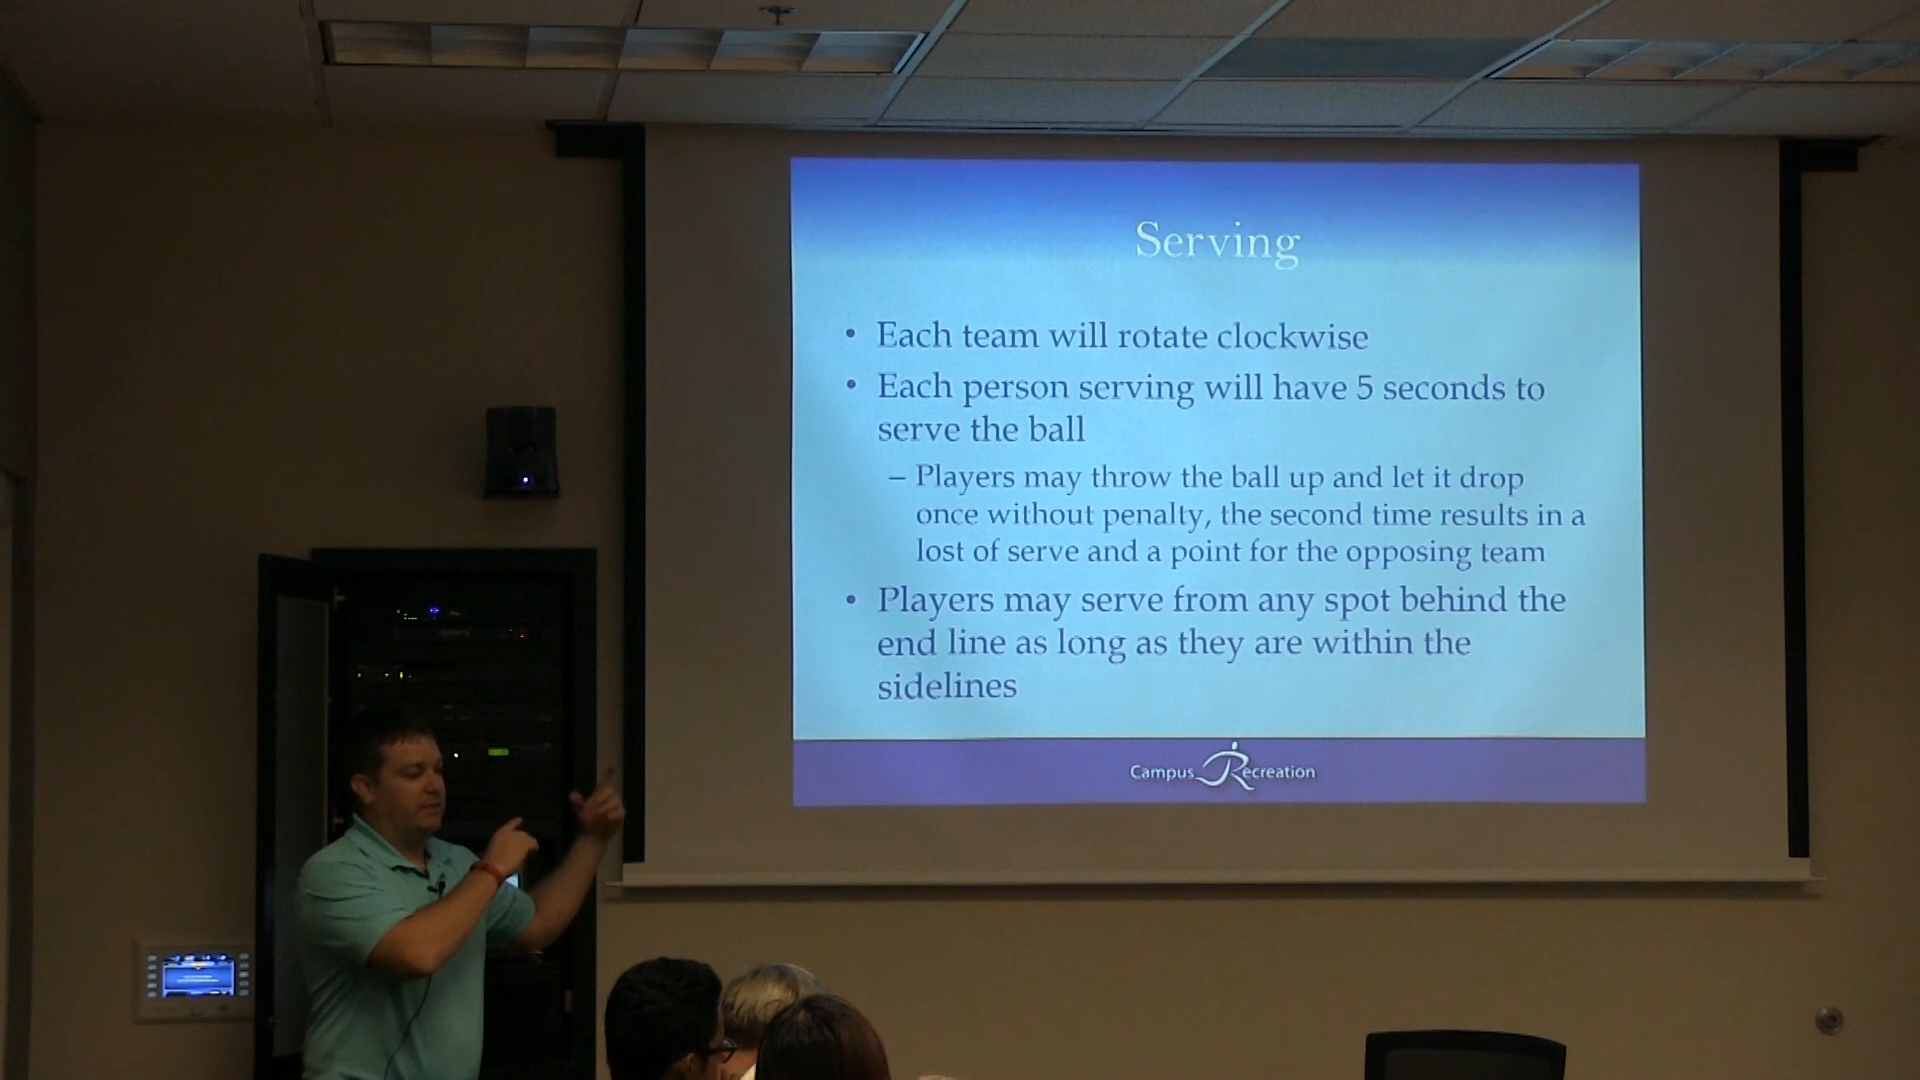 Serving
• Each team will rotate clockwise
• Each person serving will have 5 seconds to
serve the ball
– Players may throw the ball up and let it drop
once without penalty, the second time results in a
lost of serve and a point for the opposing team
• Players may serve from any spot behind the
end line as long as they are within the
sidelines
Campus Recreation